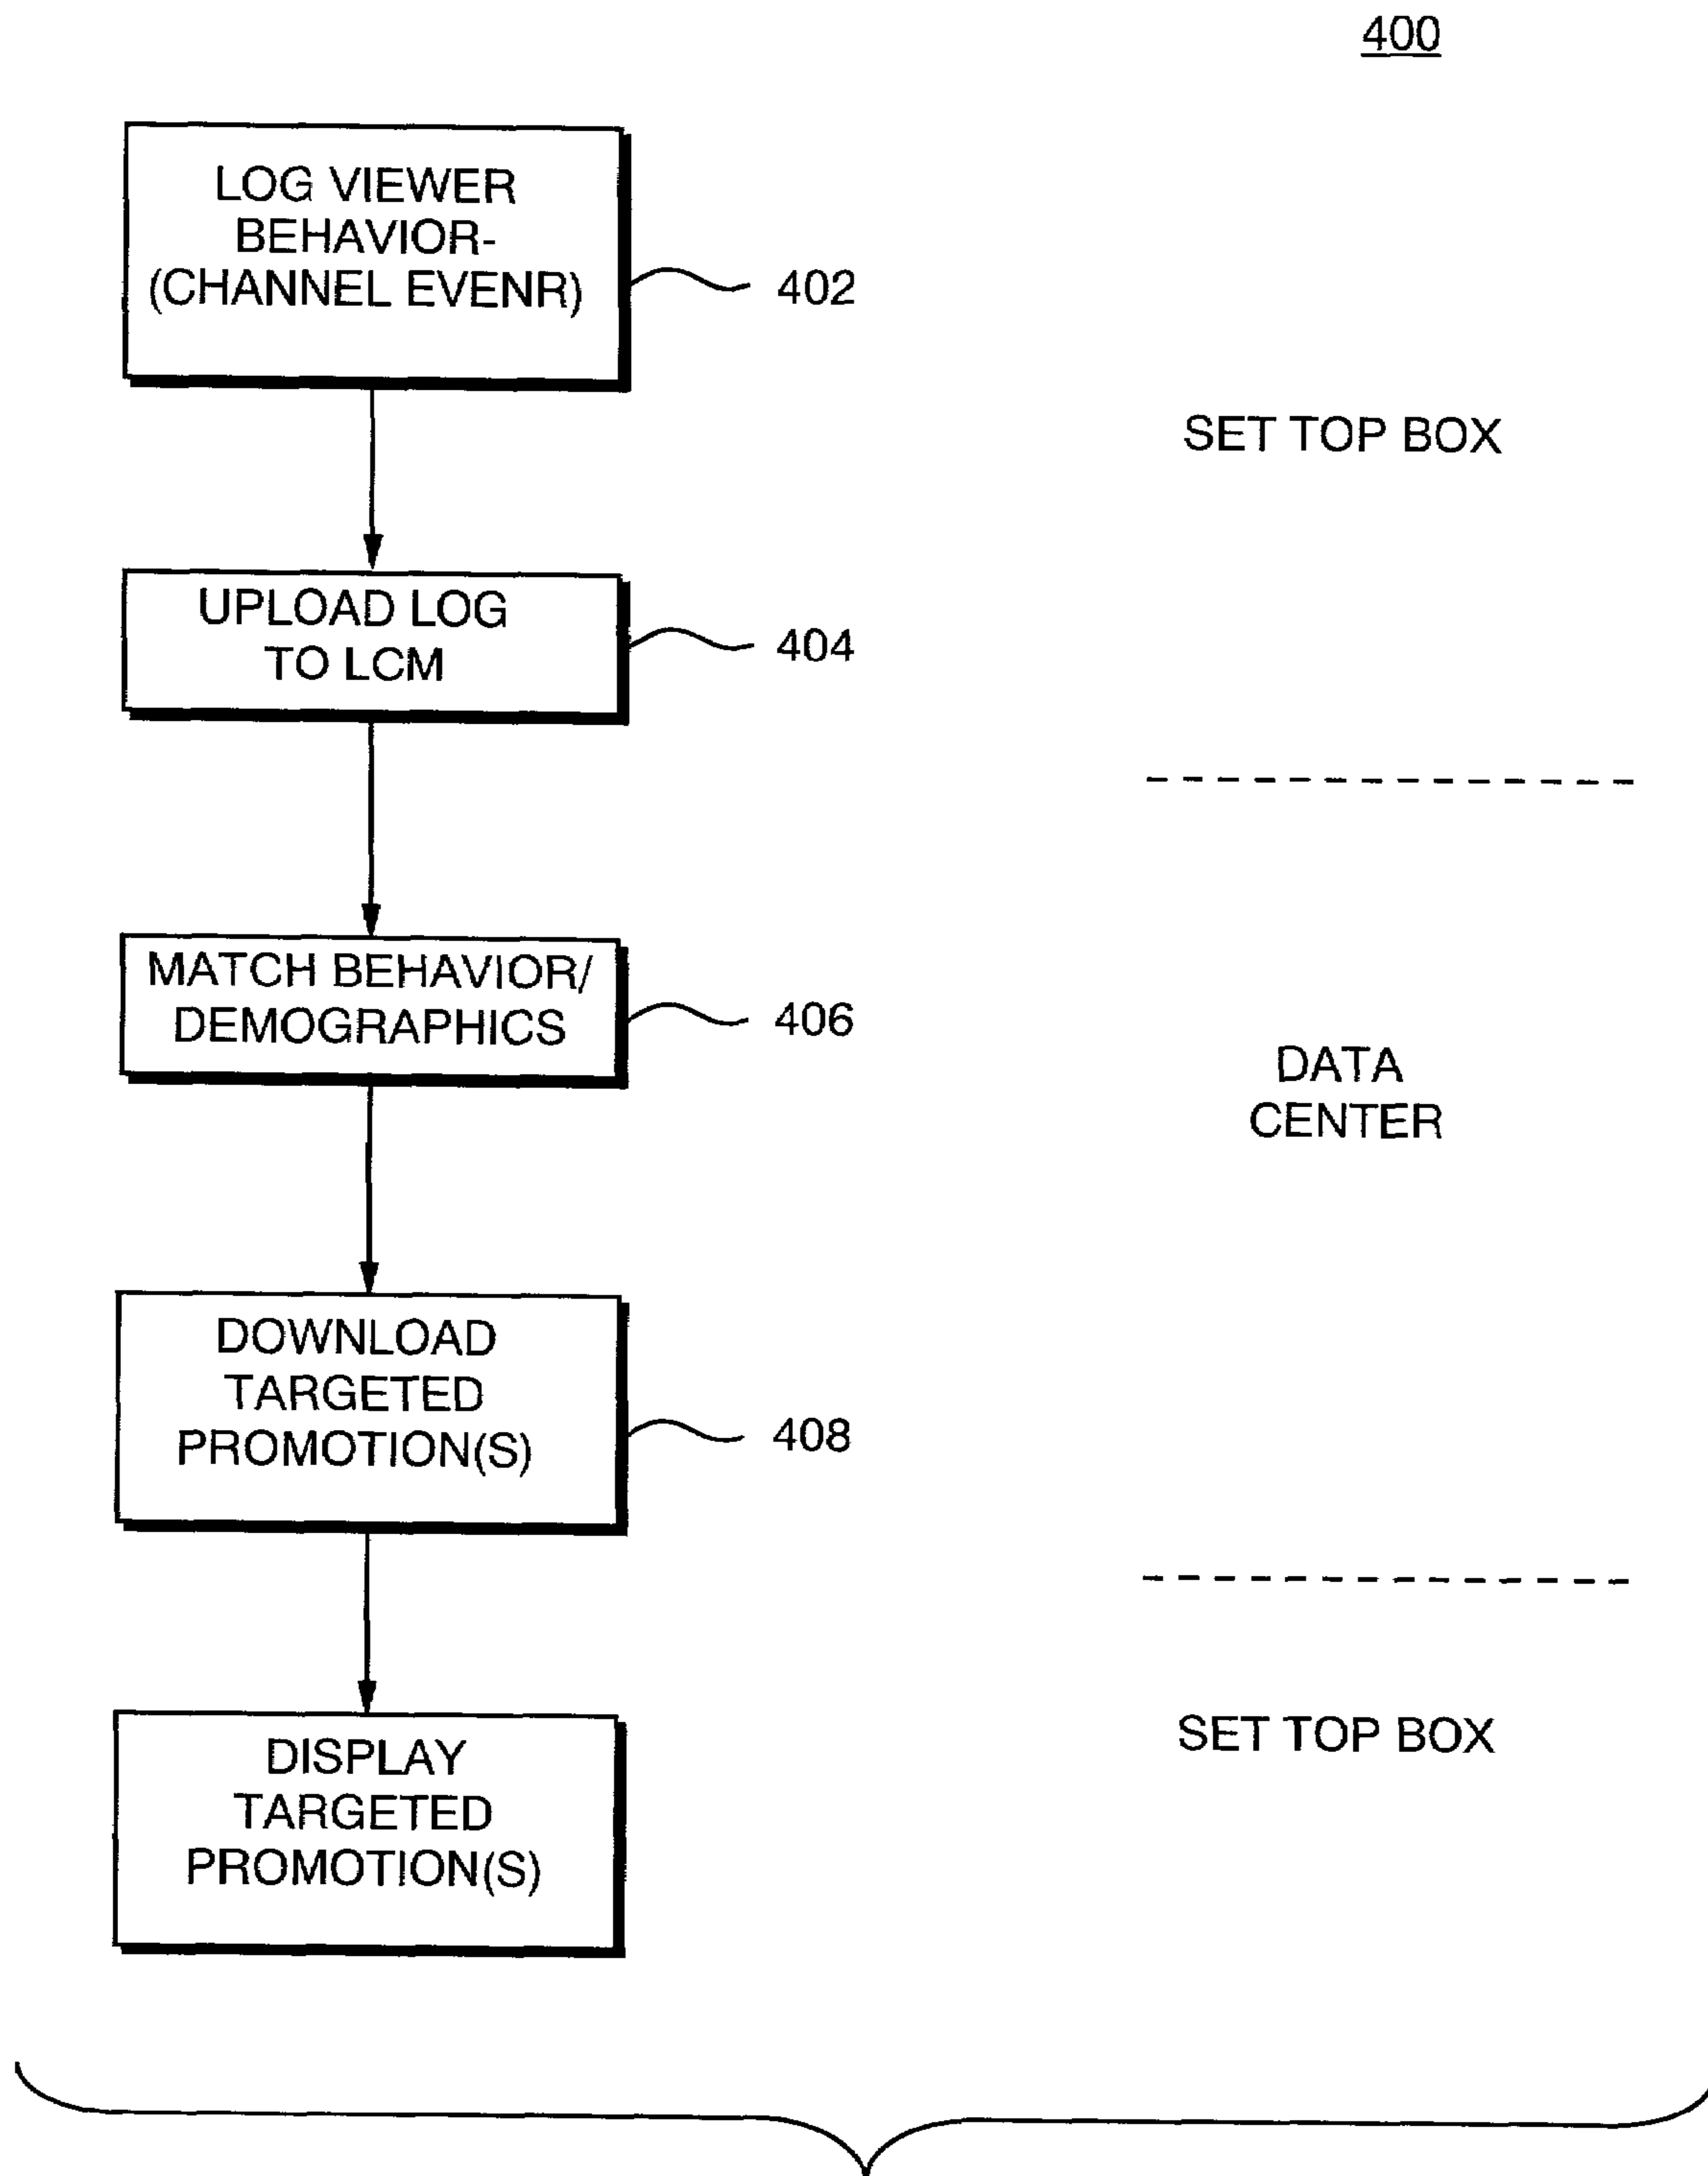 400
LOG VIEWER
BEHAVIOR-
(CHANNEL EVENR)
402
SET TOP BOX
UPLOAD LOG
TO LCM
404
MATCH BEHAVIOR/
DEMOGRAPHICS
406
DATA
CENTER
DOWNLOAD
TARGETED
PROMOTION(S)
408
DISPLAY
TARGETED
PROMOTION(S)
SET TOP BOX